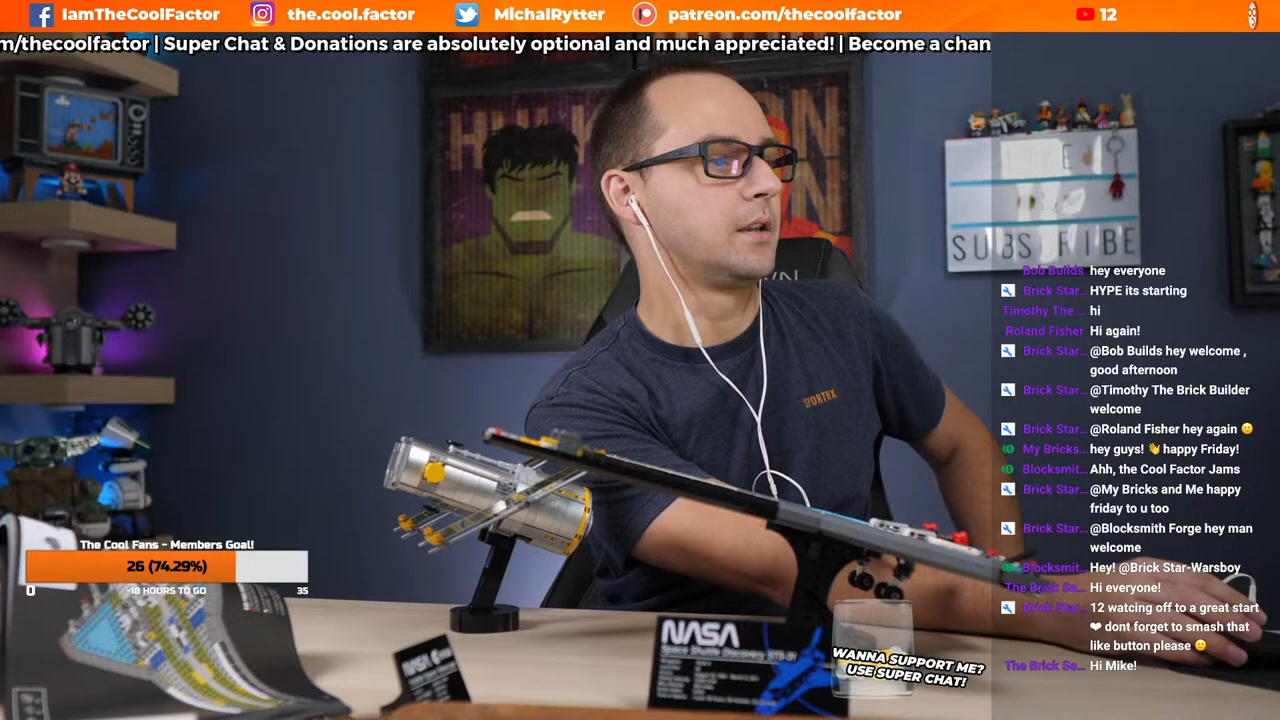 IamTheCoolFactor
the.cool.factor
MichalRytter
patreon.com/thecoolfactor
12
m/thecoolfactor | Super Chat & Donations are absolutely optional and much appreciated! | Become a chan
HULK
SUBSCRIBE
SPORTRX
Bob Builds hey everyone
Brick Star... HYPE its starting
Timothy The ... hi
Roland Fisher Hi again!
Brick Star... @Bob Builds hey welcome ,
good afternoon
Brick Star... @Timothy The Brick Builder
welcome
Brick Star... @Roland Fisher hey again 🙂
My Bricks... hey guys! 👋 happy Friday!
Blocksmit... Ahh, the Cool Factor Jams
Brick Star... @My Bricks and Me happy
friday to u too
Brick Star... @Blocksmith Forge hey man
welcome
Blocksmit... Hey! @Brick Star-Warsboy
The Brick Se... Hi everyone!
Brick Star... 12 watcing off to a great start
❤ dont forget to smash that
like button please 🙂
The Brick Se... Hi Mike!
The Cool Fans - Members Goal!
26 (74.29%)
0 -18 HOURS TO GO 35
NASA
NASA
Space Shuttle Discovery
WANNA SUPPORT ME?
USE SUPER CHAT!